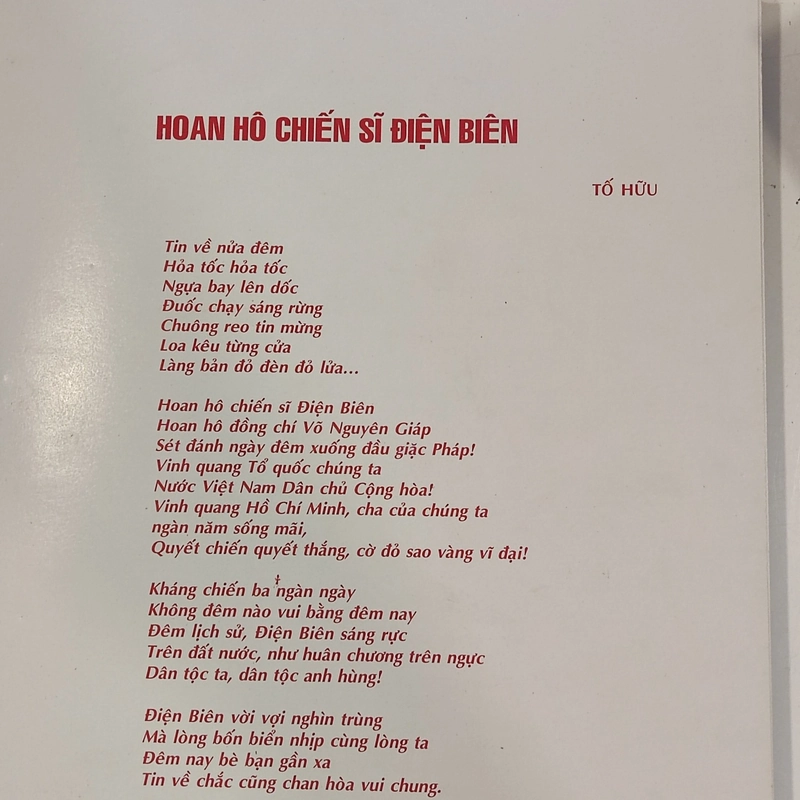 HOAN HÔ CHIẾN SĨ ĐIỆN BIÊN
TỐ HỮU
Tin về nửa đêm
Hỏa tốc hỏa tốc
Ngựa bay lên dốc
Đuốc chạy sáng rừng
Chuông reo tin mừng
Loa kêu từng cửa
Làng bản đỏ đèn đỏ lửa...
Hoan hô chiến sĩ Điện Biên
Hoan hô đồng chí Võ Nguyên Giáp
Sét đánh ngày đêm xuống đầu giặc Pháp!
Vinh quang Tổ quốc chúng ta
Nước Việt Nam Dân chủ Cộng hòa!
Vinh quang Hồ Chí Minh, cha của chúng ta
ngàn năm sống mãi,
Quyết chiến quyết thắng, cờ đỏ sao vàng vĩ đại!
Kháng chiến ba ngàn ngày
Không đêm nào vui bằng đêm nay
Đêm lịch sử, Điện Biên sáng rực
Trên đất nước, như huân chương trên ngực
Dân tộc ta, dân tộc anh hùng!
Điện Biên vời vợi nghìn trùng
Mà lòng bốn biển nhịp cùng lòng ta
Đêm nay bè bạn gần xa
Tin về chắc cũng chan hòa vui chung.